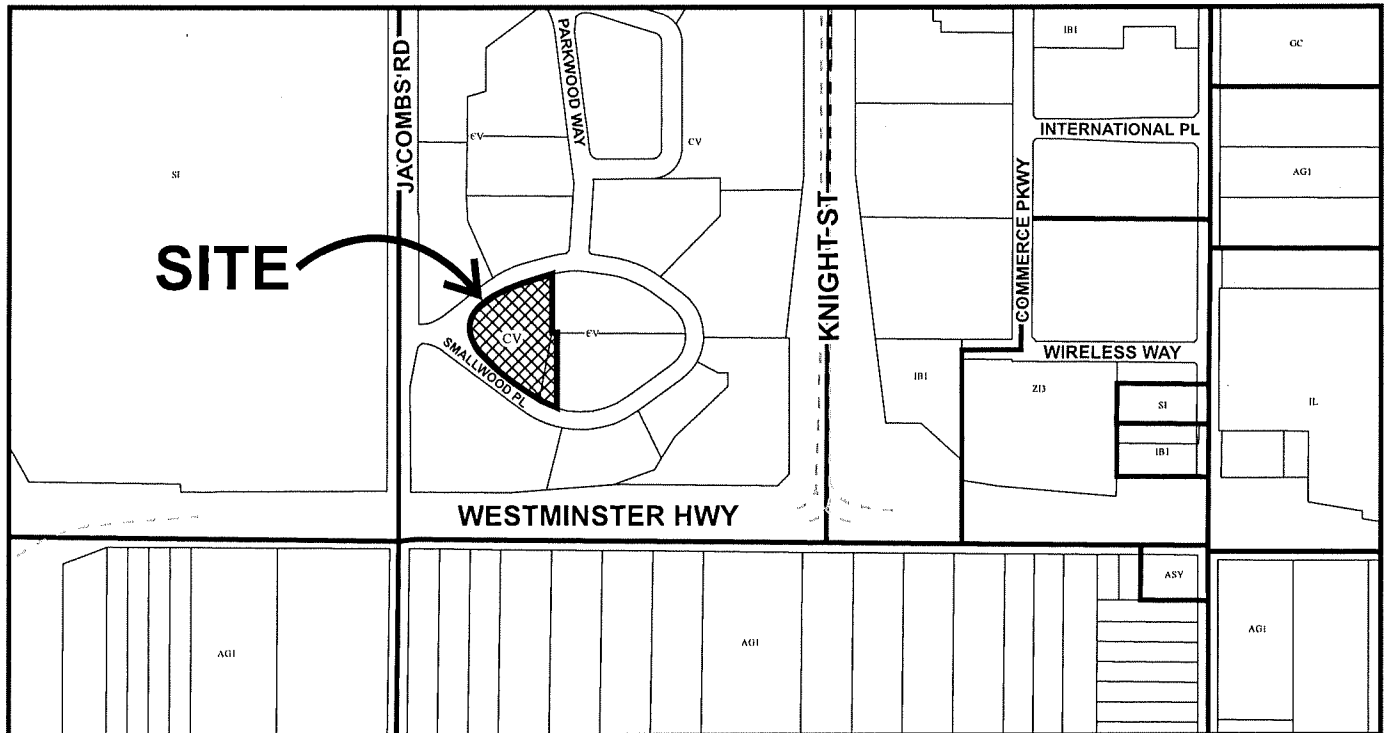 JACOMBS RD
PARKWOOD WAY
IB1
GC
INTERNATIONAL PL
CV
CV
SI
AG1
COMMERCE PKWY
KNIGHT ST
SITE
CV
CV
SMALLWOOD PL
WIRELESS WAY
IB1
ZI3
SI
IL
IB1
WESTMINSTER HWY
ASY
AG1
AG1
AG1